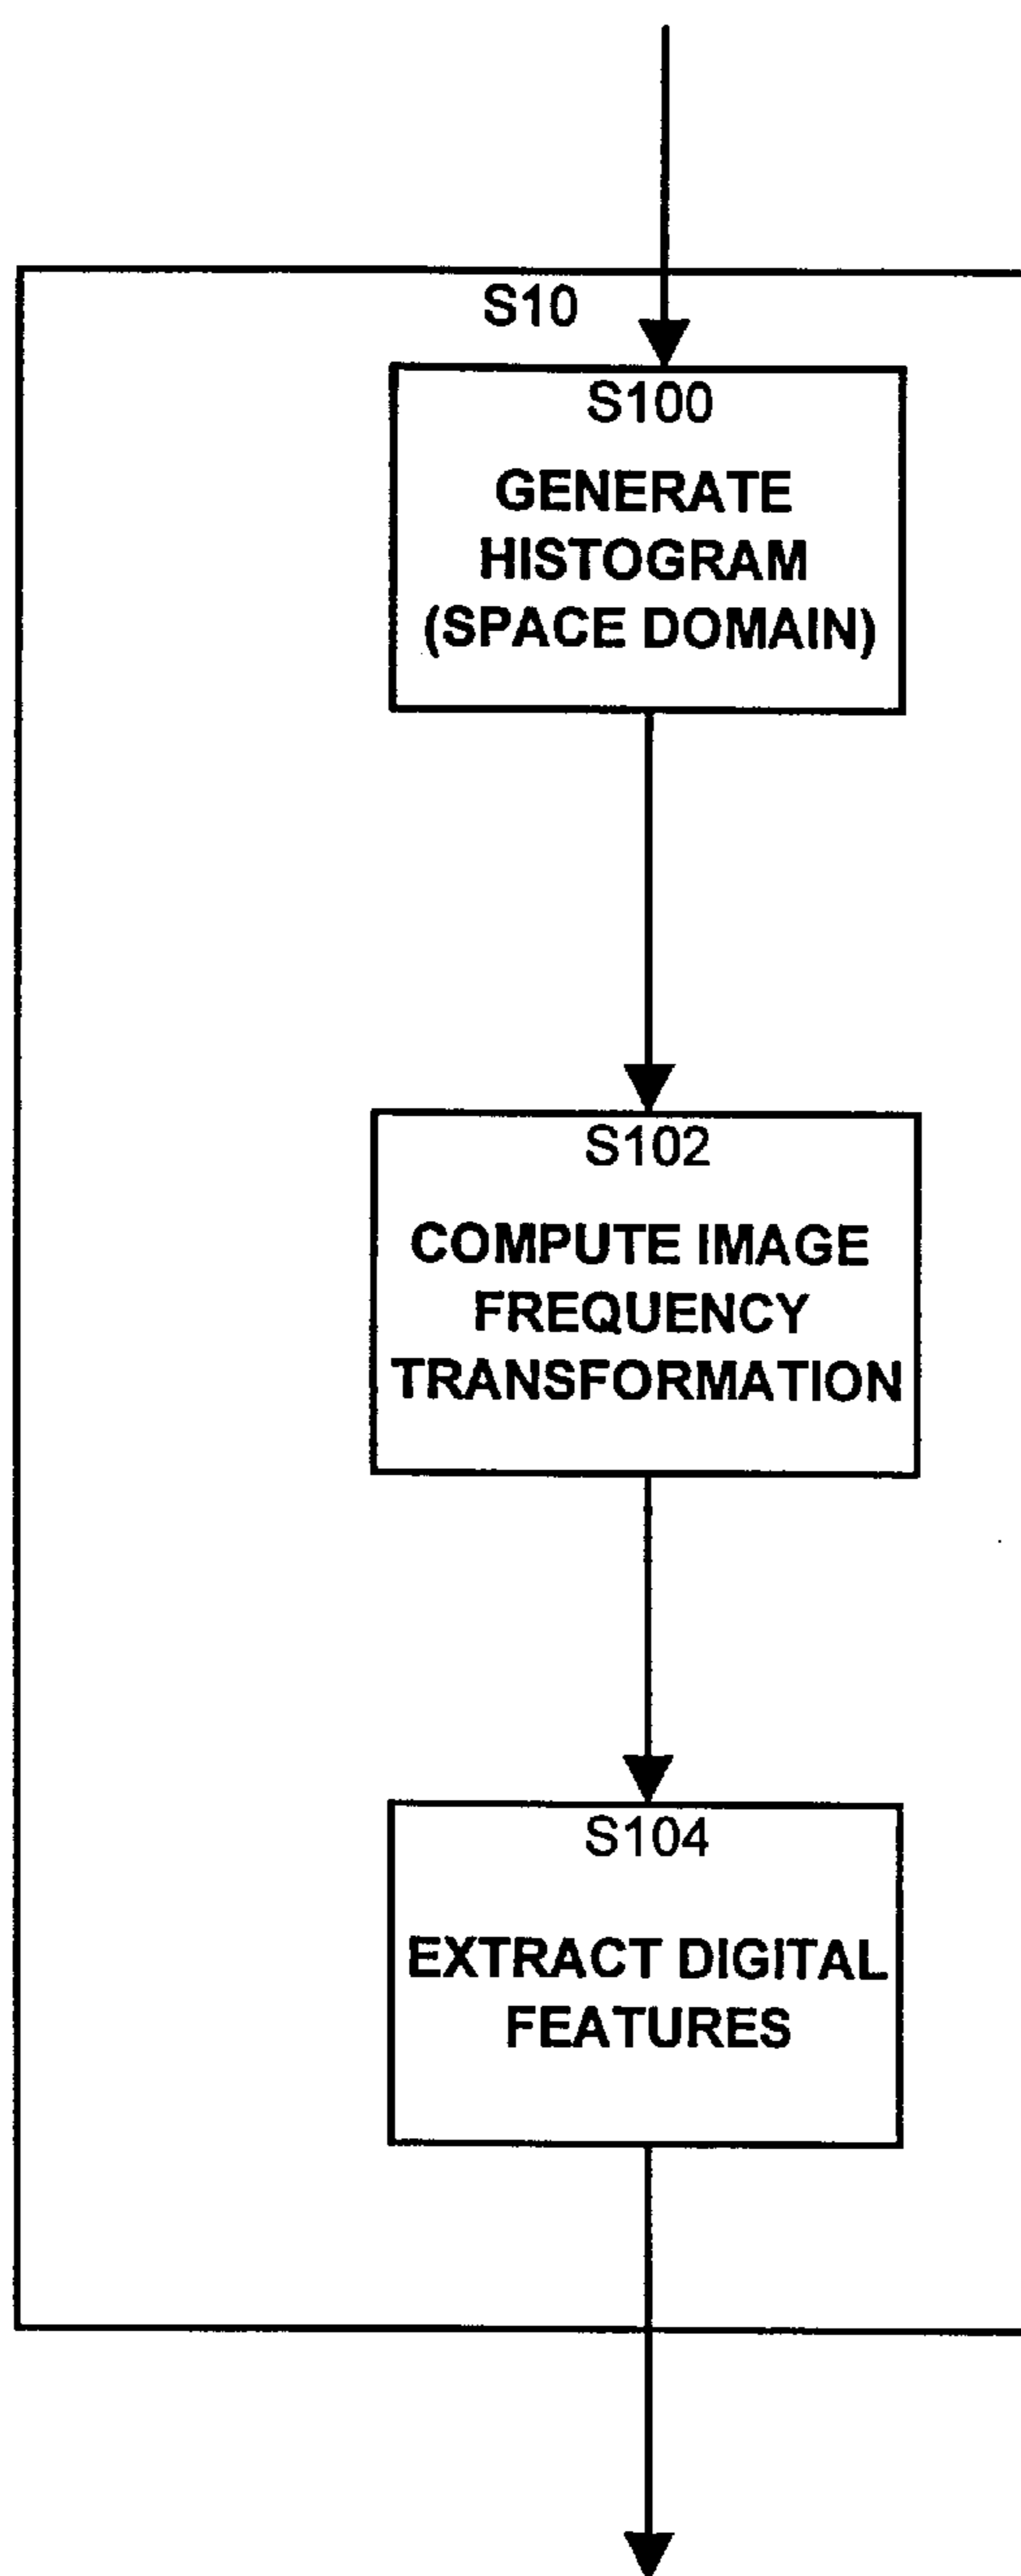 S10
S100
GENERATE
HISTOGRAM
(SPACE DOMAIN)
S102
COMPUTE IMAGE
FREQUENCY
TRANSFORMATION
S104
EXTRACT DIGITAL
FEATURES